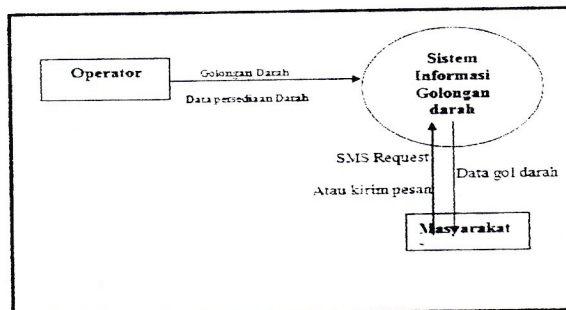 Operator
Golongan Darah
Data persediaan Darah
Sistem
Informasi
Golongan
darah
SMS Request
Atau kirim pesan
Data gol darah
Masyarakat